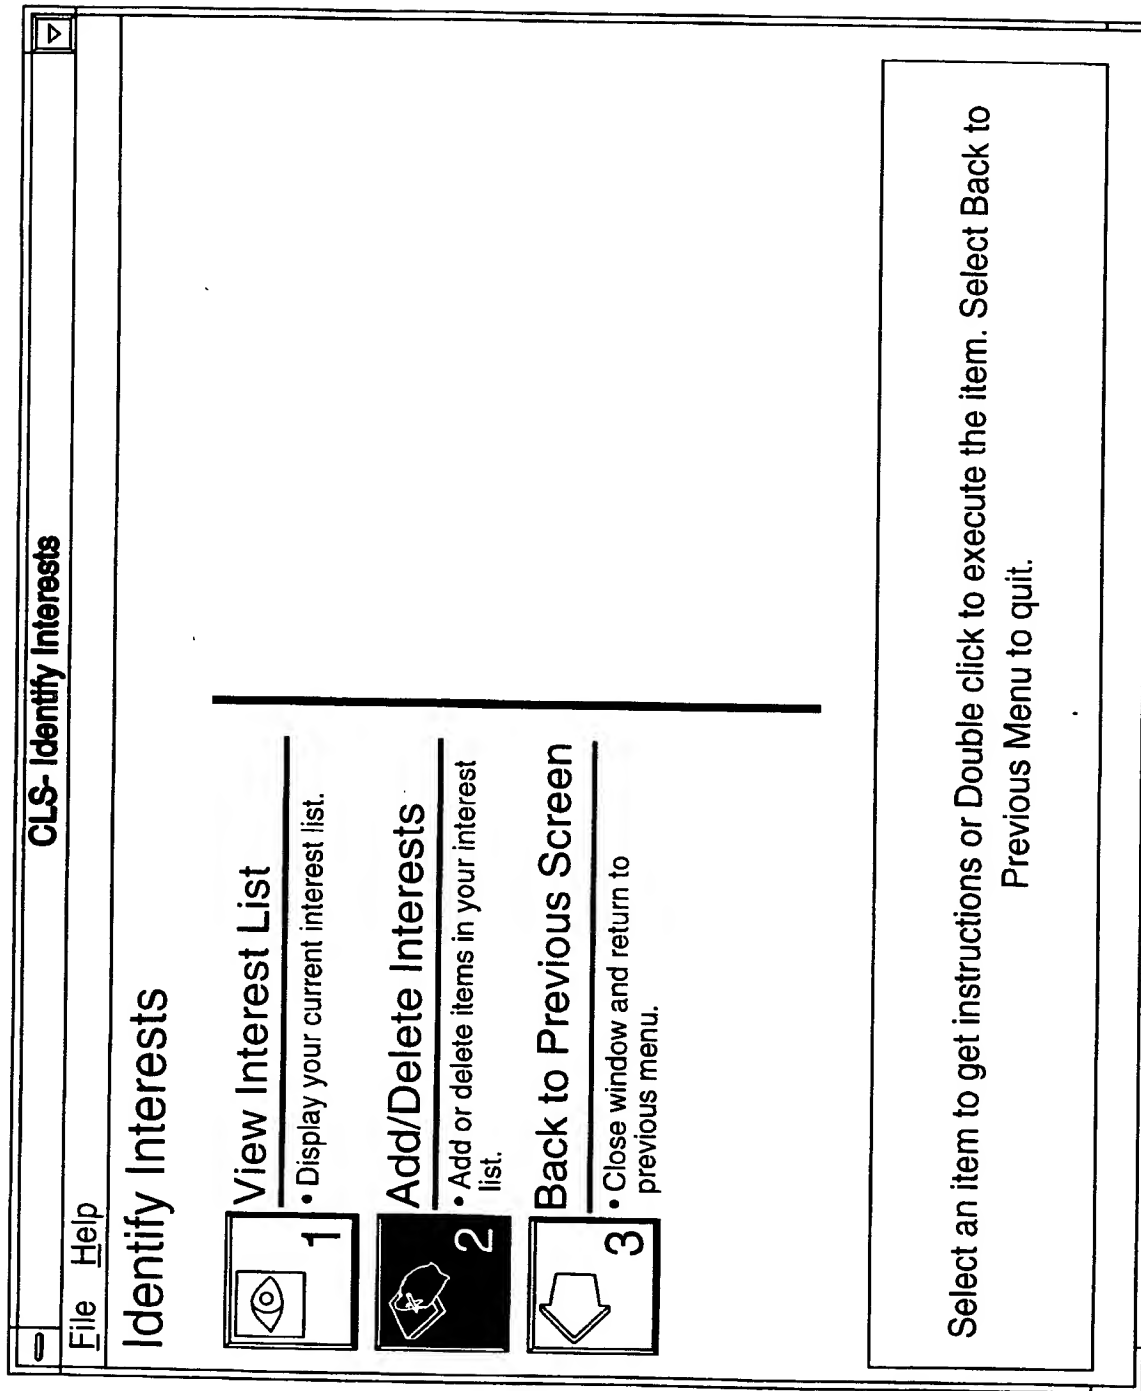 CLS- Identify Interests
File Help
Identify Interests
1
View Interest List
• Display your current interest list.
2
Add/Delete Interests
• Add or delete items in your interest
list.
3
Back to Previous Screen
• Close window and return to
previous menu.
Select an item to get instructions or Double click to execute the item. Select Back to
Previous Menu to quit.